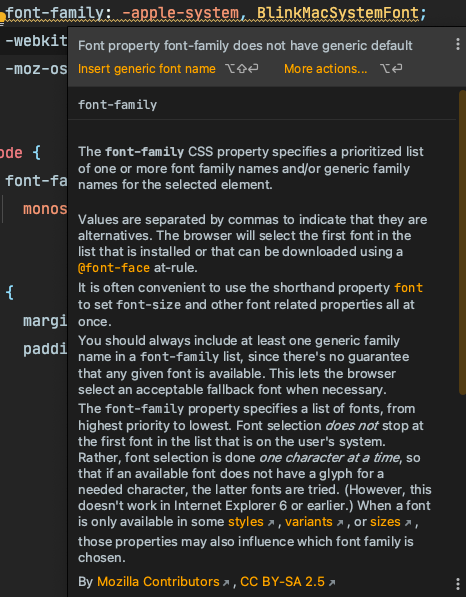 font-family: -apple-system, BlinkMacSystemFont;
-webkit
Font property font-family does not have generic default
-moz-os
Insert generic font name ⌥⇧⏎ More actions... ⌥⏎
font-family
ode {
The font-family CSS property specifies a prioritized list
font-fa
of one or more font family names and/or generic family
names for the selected element.
monos
Values are separated by commas to indicate that they are
alternatives. The browser will select the first font in the
list that is installed or that can be downloaded using a
@font-face at-rule.
{
It is often convenient to use the shorthand property font
to set font-size and other font related properties all at
margi
once.
You should always include at least one generic family
paddi
name in a font-family list, since there's no guarantee
that any given font is available. This lets the browser
select an acceptable fallback font when necessary.
The font-family property specifies a list of fonts, from
highest priority to lowest. Font selection does not stop at
the first font in the list that is on the user's system.
Rather, font selection is done one character at a time, so
that if an available font does not have a glyph for a
needed character, the latter fonts are tried. (However, this
doesn't work in Internet Explorer 6 or earlier.) When a font
is only available in some styles↗, variants↗, or sizes↗,
those properties may also influence which font family is
chosen.
By Mozilla Contributors↗, CC BY-SA 2.5↗